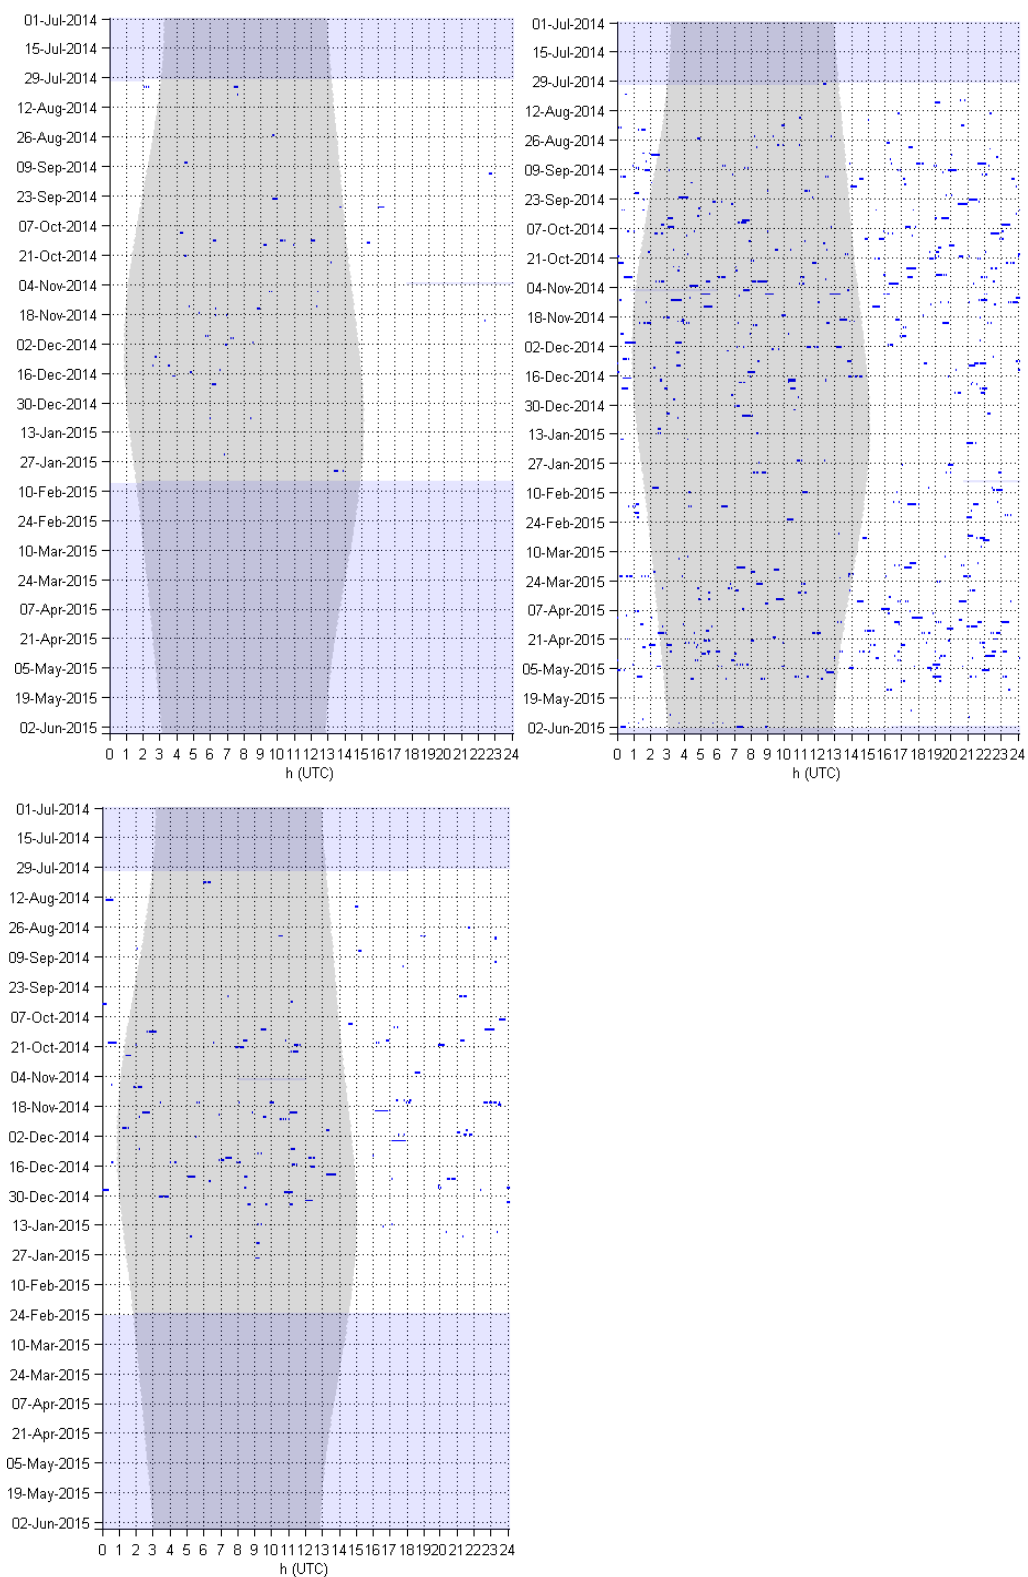 01-Jul-2014
15-Jul-2014
29-Jul-2014
12-Aug-2014
26-Aug-2014
09-Sep-2014
23-Sep-2014
07-Oct-2014
21-Oct-2014
04-Nov-2014
18-Nov-2014
02-Dec-2014
16-Dec-2014
30-Dec-2014
13-Jan-2015
27-Jan-2015
10-Feb-2015
24-Feb-2015
10-Mar-2015
24-Mar-2015
07-Apr-2015
21-Apr-2015
05-May-2015
19-May-2015
02-Jun-2015
0 1 2 3 4 5 6 7 8 9 10 11 12 13 14 15 16 17 18 19 20 21 22 23 24
h (UTC)
01-Jul-2014
15-Jul-2014
29-Jul-2014
12-Aug-2014
26-Aug-2014
09-Sep-2014
23-Sep-2014
07-Oct-2014
21-Oct-2014
04-Nov-2014
18-Nov-2014
02-Dec-2014
16-Dec-2014
30-Dec-2014
13-Jan-2015
27-Jan-2015
10-Feb-2015
24-Feb-2015
10-Mar-2015
24-Mar-2015
07-Apr-2015
21-Apr-2015
05-May-2015
19-May-2015
02-Jun-2015
0 1 2 3 4 5 6 7 8 9 10 11 12 13 14 15 16 17 18 19 20 21 22 23 24
h (UTC)
01-Jul-2014
15-Jul-2014
29-Jul-2014
12-Aug-2014
26-Aug-2014
09-Sep-2014
23-Sep-2014
07-Oct-2014
21-Oct-2014
04-Nov-2014
18-Nov-2014
02-Dec-2014
16-Dec-2014
30-Dec-2014
13-Jan-2015
27-Jan-2015
10-Feb-2015
24-Feb-2015
10-Mar-2015
24-Mar-2015
07-Apr-2015
21-Apr-2015
05-May-2015
19-May-2015
02-Jun-2015
0 1 2 3 4 5 6 7 8 9 10 11 12 13 14 15 16 17 18 19 20 21 22 23 24
h (UTC)